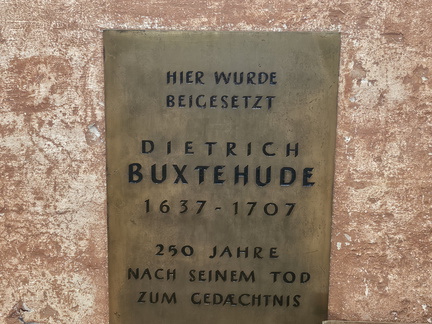 HIER WURDE
BEIGESETZT
DIETRICH
BUXTEHUDE
1637-1707
250 JAHRE
NACH SEINEM TOD
ZUM GEDÆCHTNIS